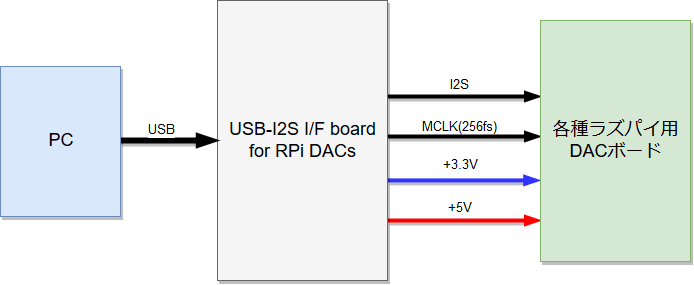 PC
USB
USB-I2S I/F board
for RPi DACs
I2S
MCLK(256fs)
+3.3V
+5V
各種ラズパイ用
DACボード